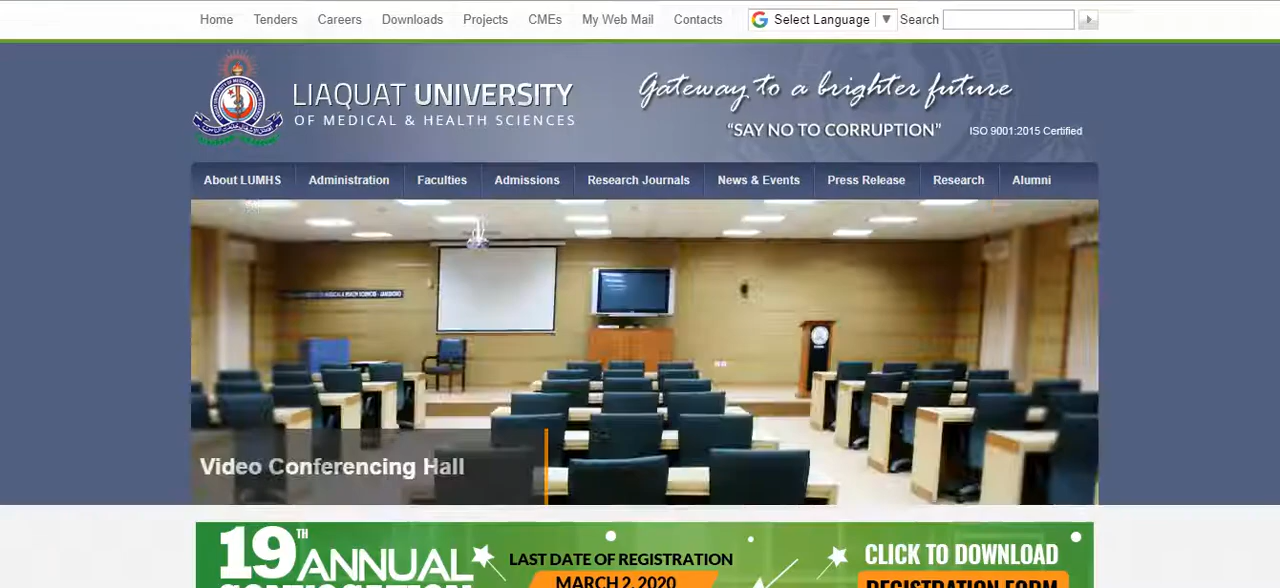 Home Tenders Careers Downloads Projects CMEs My Web Mail Contacts Select Language ▼ Search
LIAQUAT UNIVERSITY
OF MEDICAL & HEALTH SCIENCES
Gateway to a brighter future
“SAY NO TO CORRUPTION”
ISO 9001:2015 Certified
About LUMHS Administration Faculties Admissions Research Journals News & Events Press Release Research Alumni
Video Conferencing Hall
19TH ANNUAL
LAST DATE OF REGISTRATION
MARCH 2, 2020
CLICK TO DOWNLOAD
REGISTRATION FORM